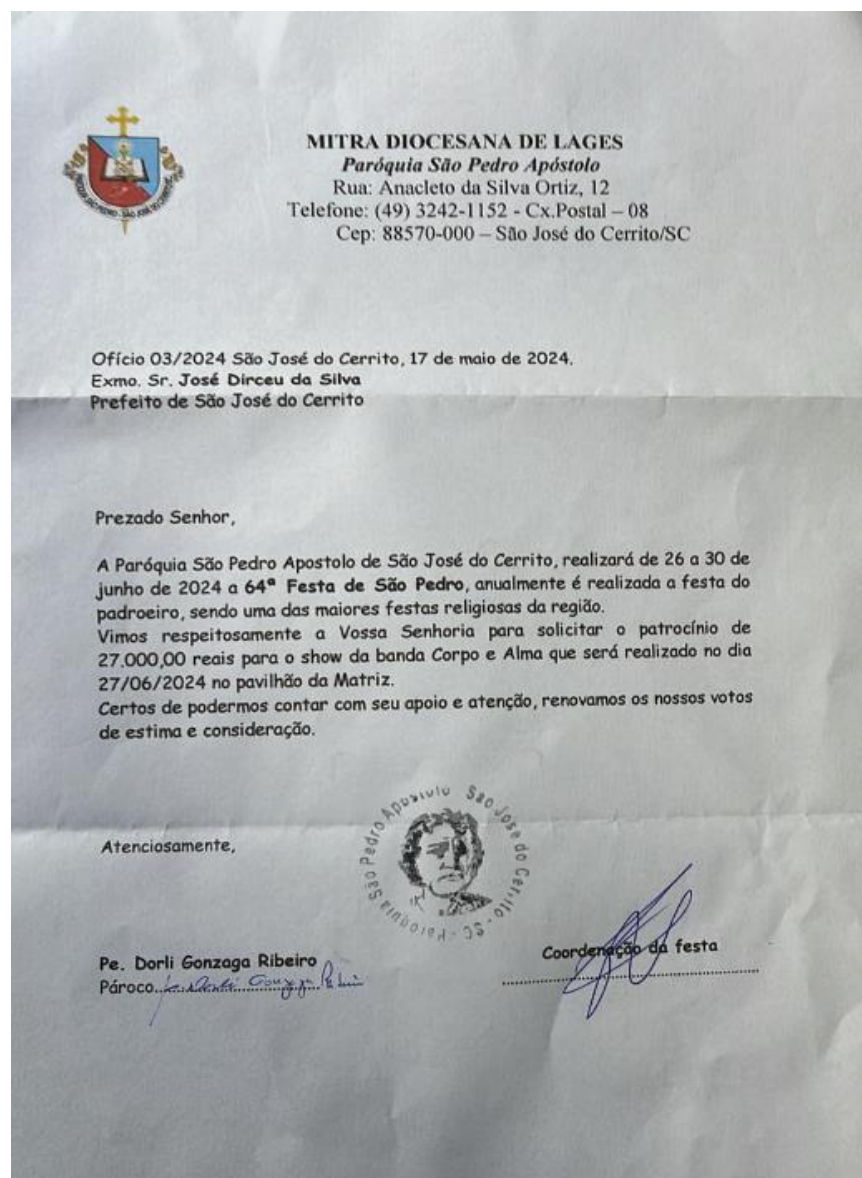 MITRA DIOCESANA DE LAGES
Paróquia São Pedro Apóstolo
Rua: Anacleto da Silva Ortiz, 12
Telefone: (49) 3242-1152 - Cx.Postal – 08
Cep: 88570-000 – São José do Cerrito/SC
Ofício 03/2024 São José do Cerrito, 17 de maio de 2024.
Exmo. Sr. José Dirceu da Silva
Prefeito de São José do Cerrito
Prezado Senhor,
A Paróquia São Pedro Apostolo de São José do Cerrito, realizará de 26 a 30 de
junho de 2024 a 64ª Festa de São Pedro, anualmente é realizada a festa do
padroeiro, sendo uma das maiores festas religiosas da região.
Vimos respeitosamente a Vossa Senhoria para solicitar o patrocínio de
27.000,00 reais para o show da banda Corpo e Alma que será realizado no dia
27/06/2024 no pavilhão da Matriz.
Certos de podermos contar com seu apoio e atenção, renovamos os nossos votos
de estima e consideração.
Atenciosamente,
Paroquia São Pedro Apostolo São Jose do Cerrito - SC -
Pe. Dorli Gonzaga Ribeiro
Pároco
Coordenação da festa